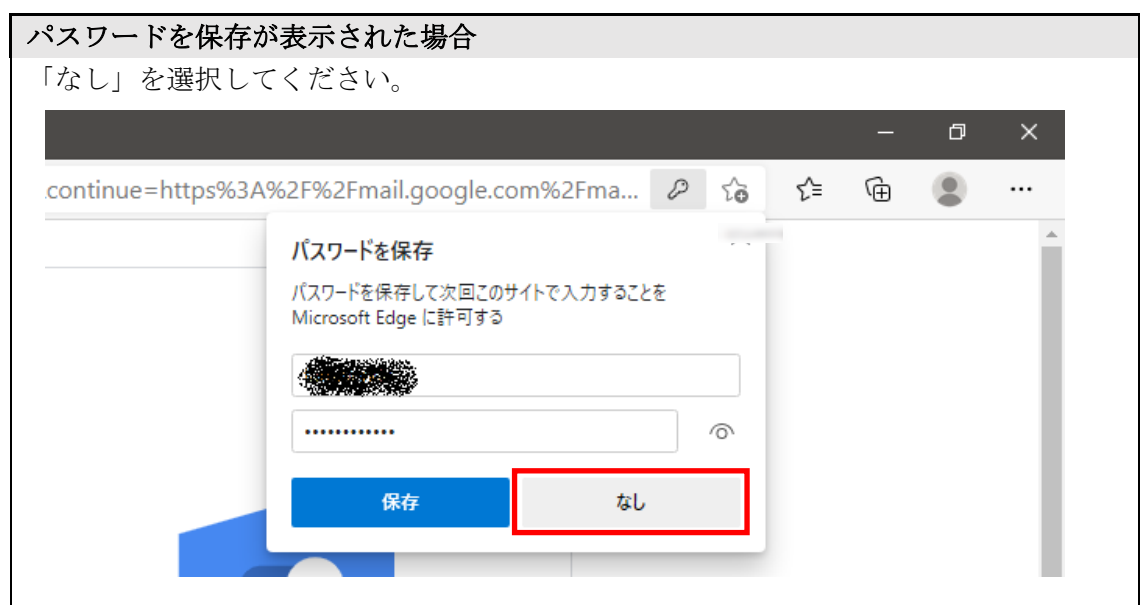 パスワードを保存が表示された場合
「なし」を選択してください。
continue=https%3A%2F%2Fmail.google.com%2Fma...
パスワードを保存
パスワードを保存して次回このサイトで入力することを
Microsoft Edge に許可する
••••••••••••
保存 なし